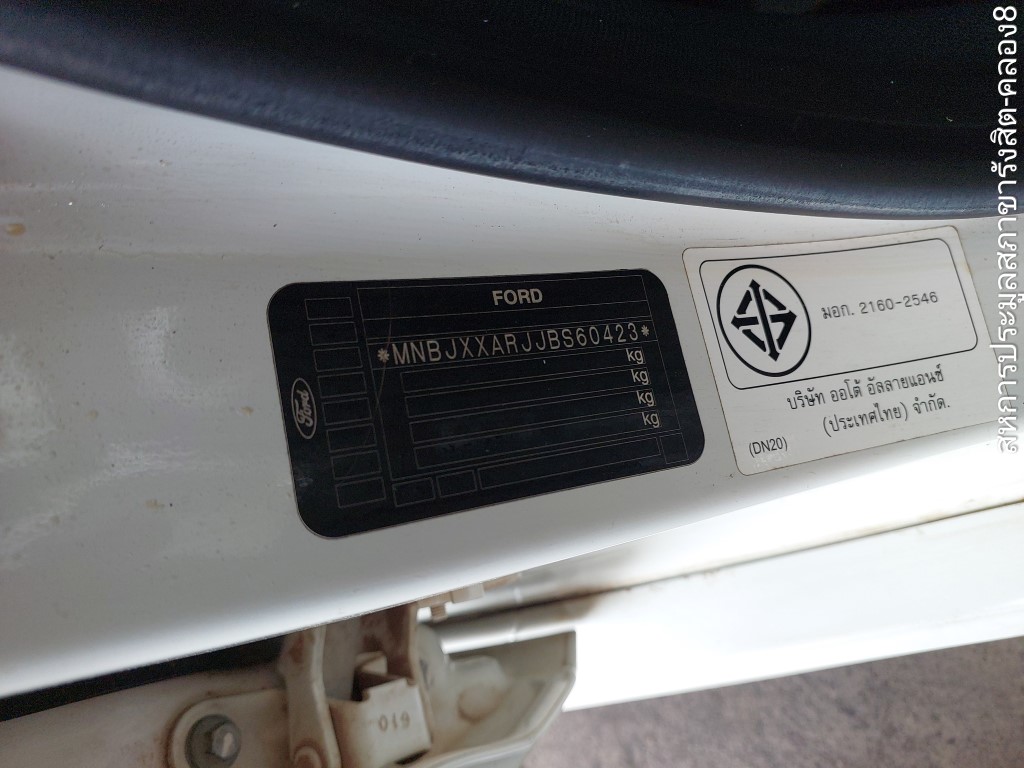 FORD
*MNBJXXARJJBS60423*
kg
kg
kg
kg
Ford
มอก. 2160-2546
บริษัท ออโต้ อัลลายแอนซ์
(ประเทศไทย) จำกัด.
(DN20)
019
สหการประมูลสาขารังสิต-คลอง8